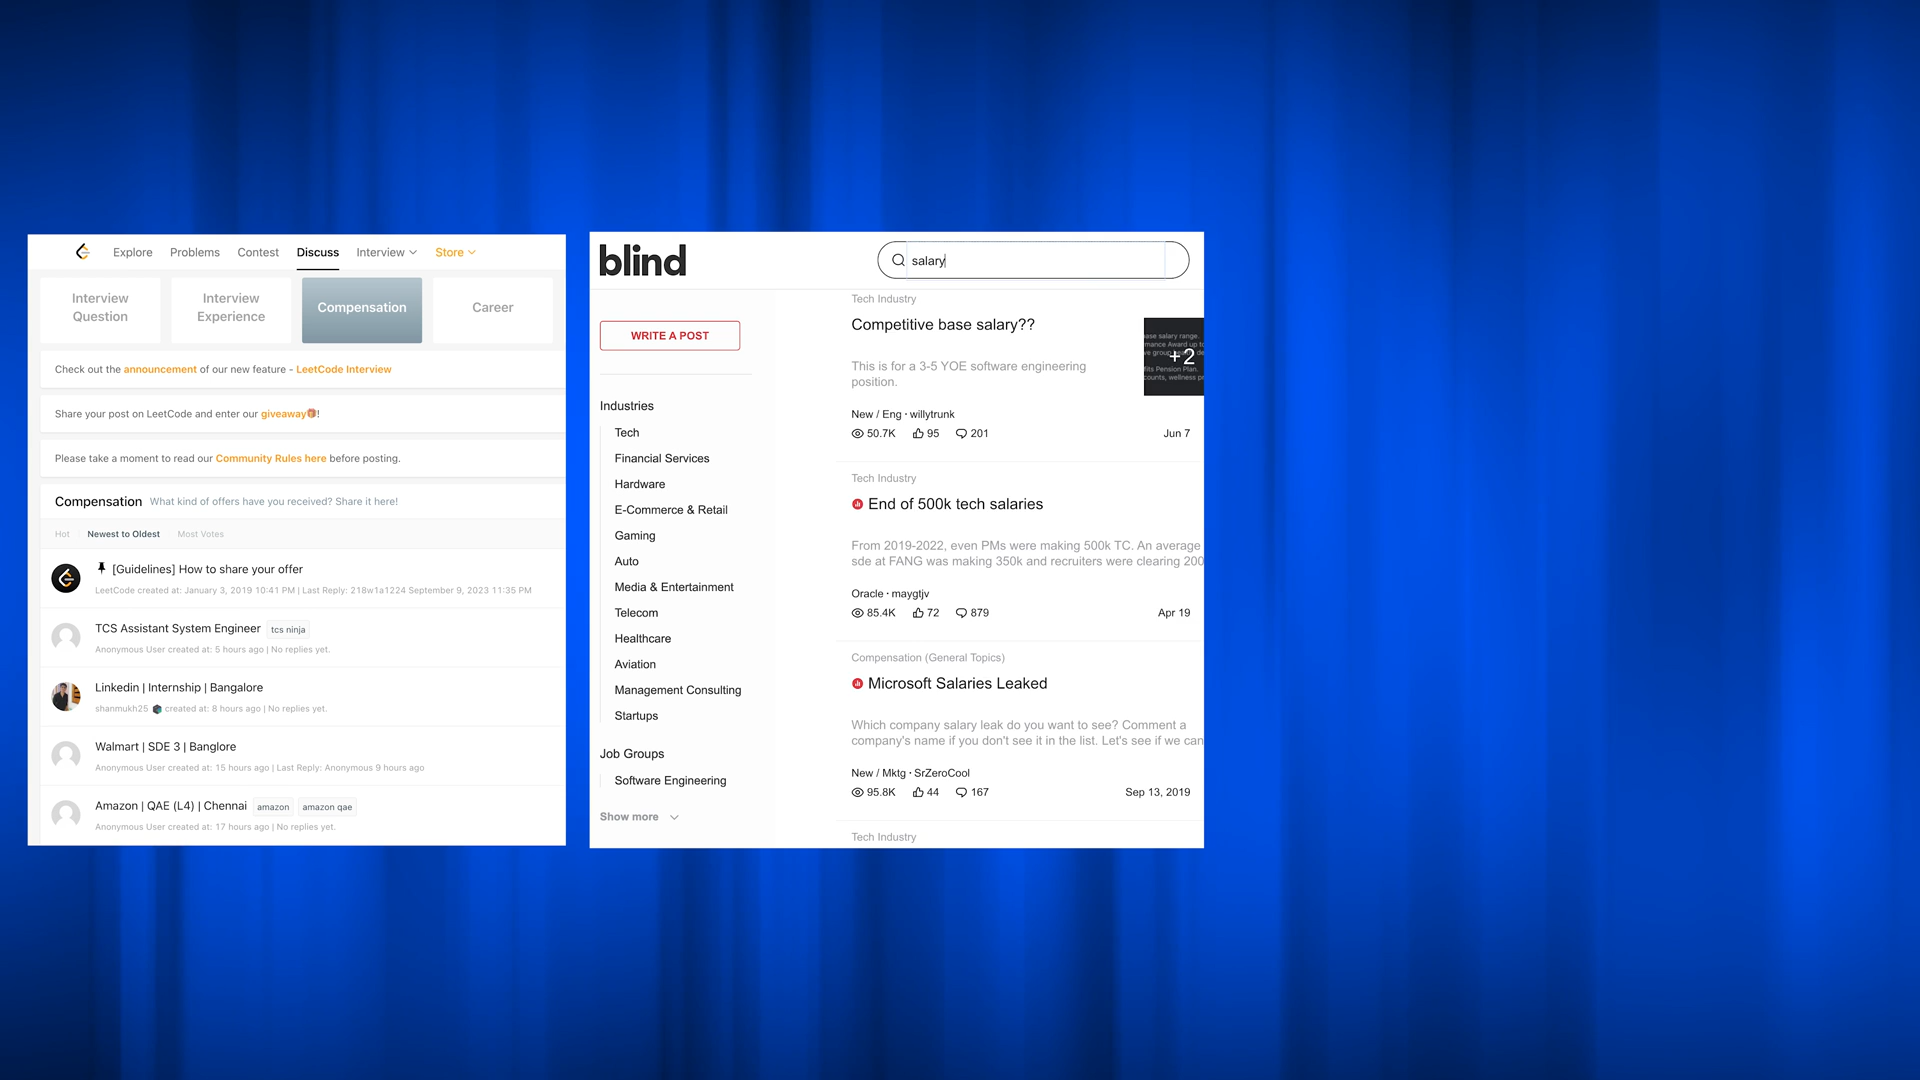 Explore Problems Contest Discuss Interview Store
Interview Question
Interview Experience
Compensation
Career
Check out the announcement of our new feature - LeetCode Interview
Share your post on LeetCode and enter our giveaway🎁!
Please take a moment to read our Community Rules here before posting.
Compensation What kind of offers have you received? Share it here!
Hot Newest to Oldest Most Votes
[Guidelines] How to share your offer
LeetCode created at: January 3, 2019 10:41 PM | Last Reply: 218w1a1224 September 9, 2023 11:35 PM
TCS Assistant System Engineer tcs ninja
Anonymous User created at: 5 hours ago | No replies yet.
Linkedin | Internship | Bangalore
shanmukh25 created at: 8 hours ago | No replies yet.
Walmart | SDE 3 | Banglore
Anonymous User created at: 15 hours ago | Last Reply: Anonymous 9 hours ago
Amazon | QAE (L4) | Chennai amazon amazon qae
Anonymous User created at: 17 hours ago | No replies yet.
blind
salary
WRITE A POST
Industries
Tech
Financial Services
Hardware
E-Commerce & Retail
Gaming
Auto
Media & Entertainment
Telecom
Healthcare
Aviation
Management Consulting
Startups
Job Groups
Software Engineering
Show more
Tech Industry
Competitive base salary??
This is for a 3-5 YOE software engineering
position.
+2
New / Eng · willytrunk
50.7K 95 201 Jun 7
Tech Industry
End of 500k tech salaries
From 2019-2022, even PMs were making 500k TC. An average
sde at FANG was making 350k and recruiters were clearing 200
Oracle · maygtjv
85.4K 72 879 Apr 19
Compensation (General Topics)
Microsoft Salaries Leaked
Which company salary leak do you want to see? Comment a
company's name if you don't see it in the list. Let's see if we can
New / Mktg · SrZeroCool
95.8K 44 167 Sep 13, 2019
Tech Industry